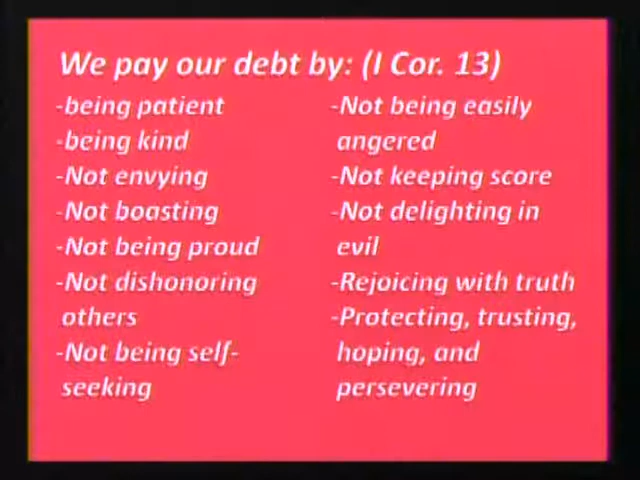 We pay our debt by: (I Cor. 13)
-being patient
-being kind
-Not envying
-Not boasting
-Not being proud
-Not dishonoring
others
-Not being self-
seeking
-Not being easily
angered
-Not keeping score
-Not delighting in
evil
-Rejoicing with truth
-Protecting, trusting,
hoping, and
persevering